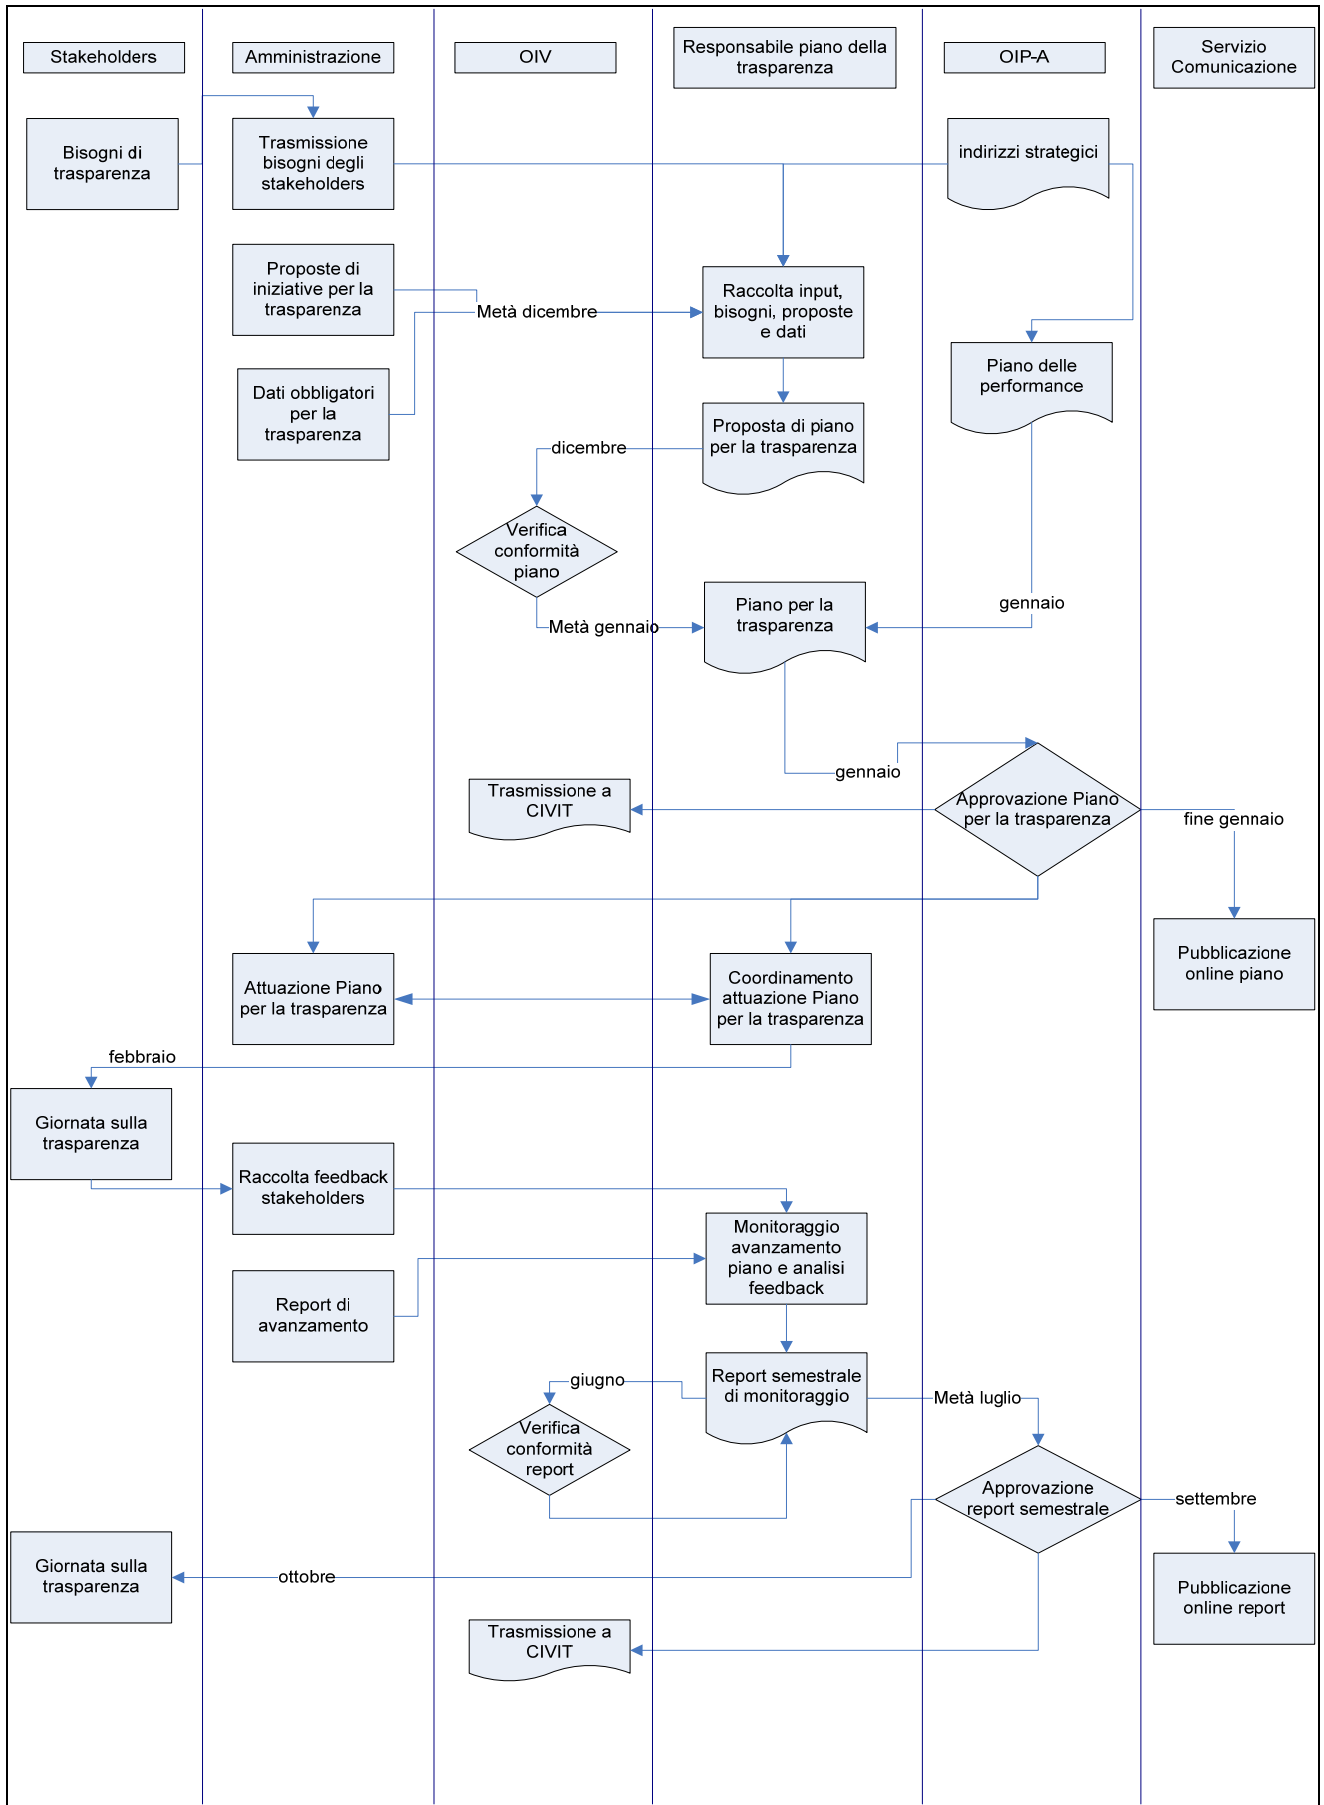 Stakeholders
Amministrazione
OIV
Responsabile piano della
trasparenza
OIP-A
Servizio
Comunicazione
Bisogni di
trasparenza
Trasmissione
bisogni degli
stakeholders
indirizzi strategici
Proposte di
iniziative per la
trasparenza
Metà dicembre
Raccolta input,
bisogni, proposte
e dati
Dati obbligatori
per la
trasparenza
Piano delle
performance
Proposta di piano
per la trasparenza
dicembre
Verifica
conformità
piano
Metà gennaio
Piano per la
trasparenza
gennaio
gennaio
Trasmissione a
CIVIT
Approvazione Piano
per la trasparenza
fine gennaio
Attuazione Piano
per la trasparenza
Coordinamento
attuazione Piano
per la trasparenza
Pubblicazione
online piano
febbraio
Giornata sulla
trasparenza
Raccolta feedback
stakeholders
Monitoraggio
avanzamento
piano e analisi
feedback
Report di
avanzamento
giugno
Report semestrale
di monitoraggio
Metà luglio
Verifica
conformità
report
Approvazione
report semestrale
settembre
Giornata sulla
trasparenza
ottobre
Pubblicazione
online report
Trasmissione a
CIVIT